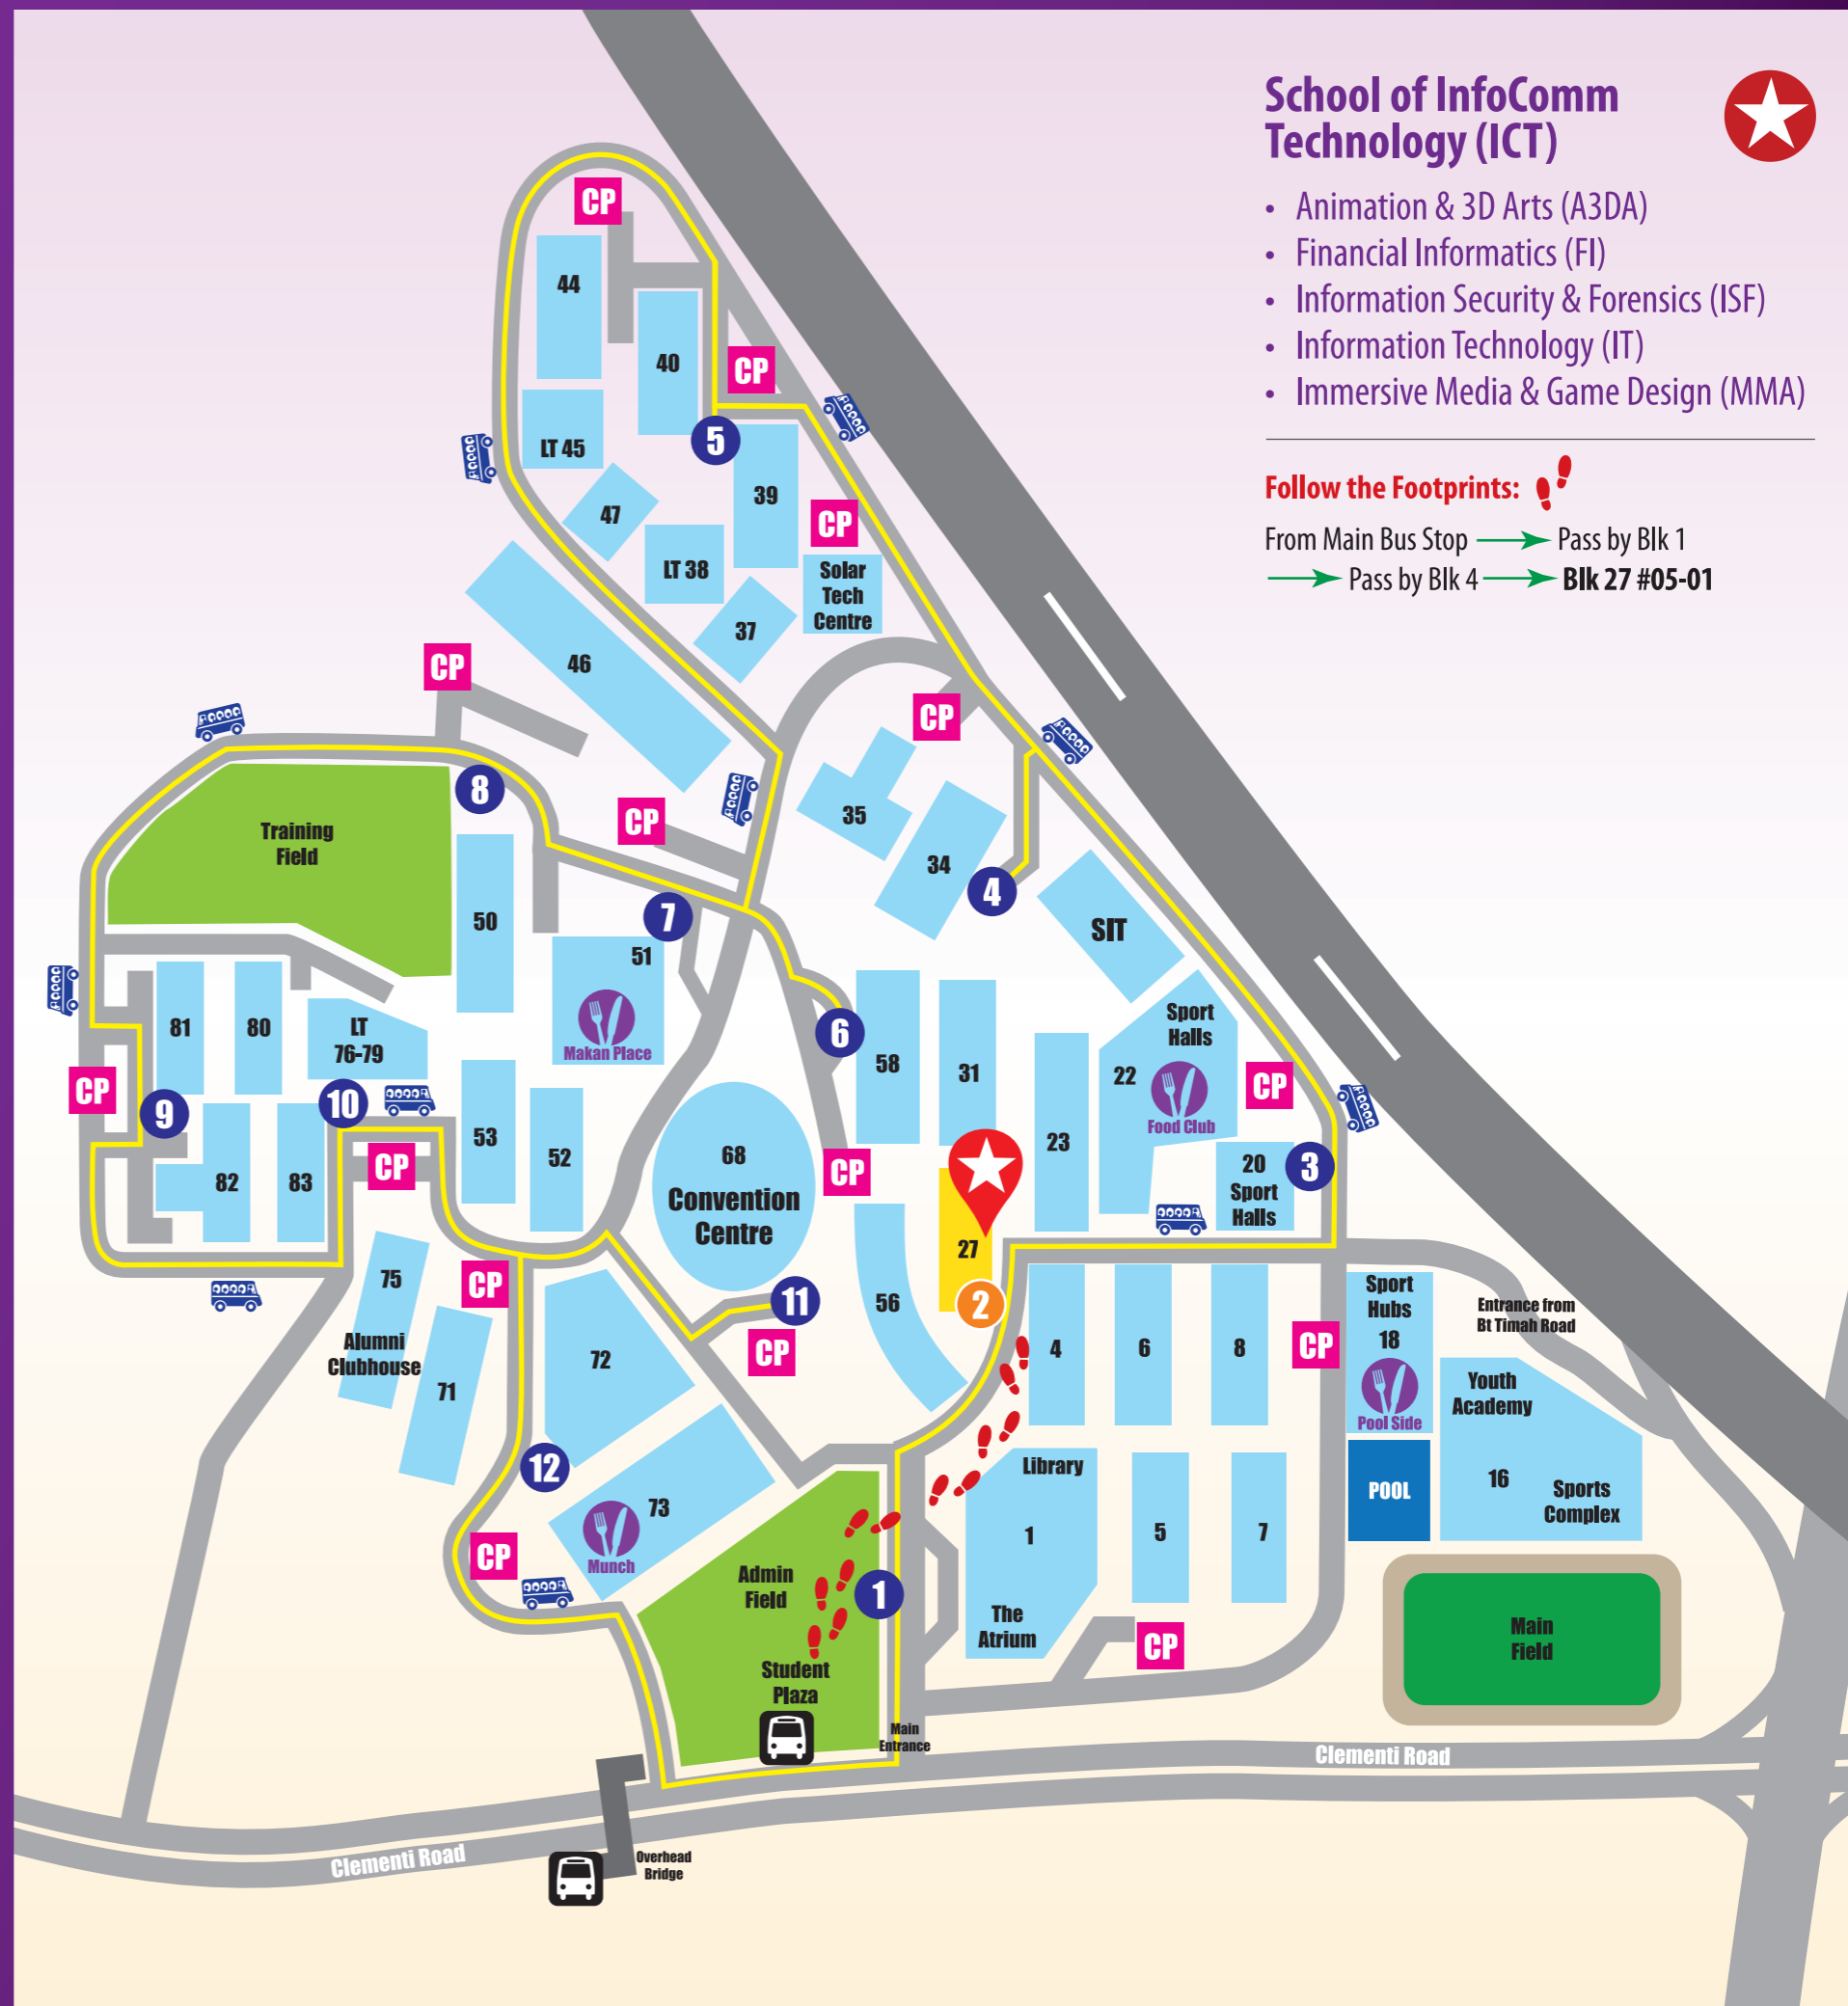 School of InfoComm
Technology (ICT)
• Animation & 3D Arts (A3DA)
• Financial Informatics (FI)
• Information Security & Forensics (ISF)
• Information Technology (IT)
• Immersive Media & Game Design (MMA)
Follow the Footprints:
From Main Bus Stop Pass by Blk 1
Pass by Blk 4 Blk 27 #05-01
CP
44
40
CP
LT 45
5
39
47
CP
LT 38
Solar
Tech
Centre
37
46
CP
CP
8
CP
35
34
4
Training
Field
50
7
51
Makan Place
SIT
6
58
31
Sport
Halls
22
Food Club
CP
23
81
80
LT
76-79
CP
9
10
CP
82
83
53
52
68
Convention
Centre
CP
20
Sport
Halls
3
27
2
56
11
CP
75
Alumni
Clubhouse
71
CP
72
12
73
Munch
CP
4
6
8
CP
Sport
Hubs
18
Pool Side
POOL
Entrance from
Bt Timah Road
Youth
Academy
16
Sports
Complex
Library
1
The
Atrium
5
7
CP
Admin
Field
1
Student
Plaza
Main
Entrance
Main
Field
Clementi Road
Clementi Road
Overhead
Bridge